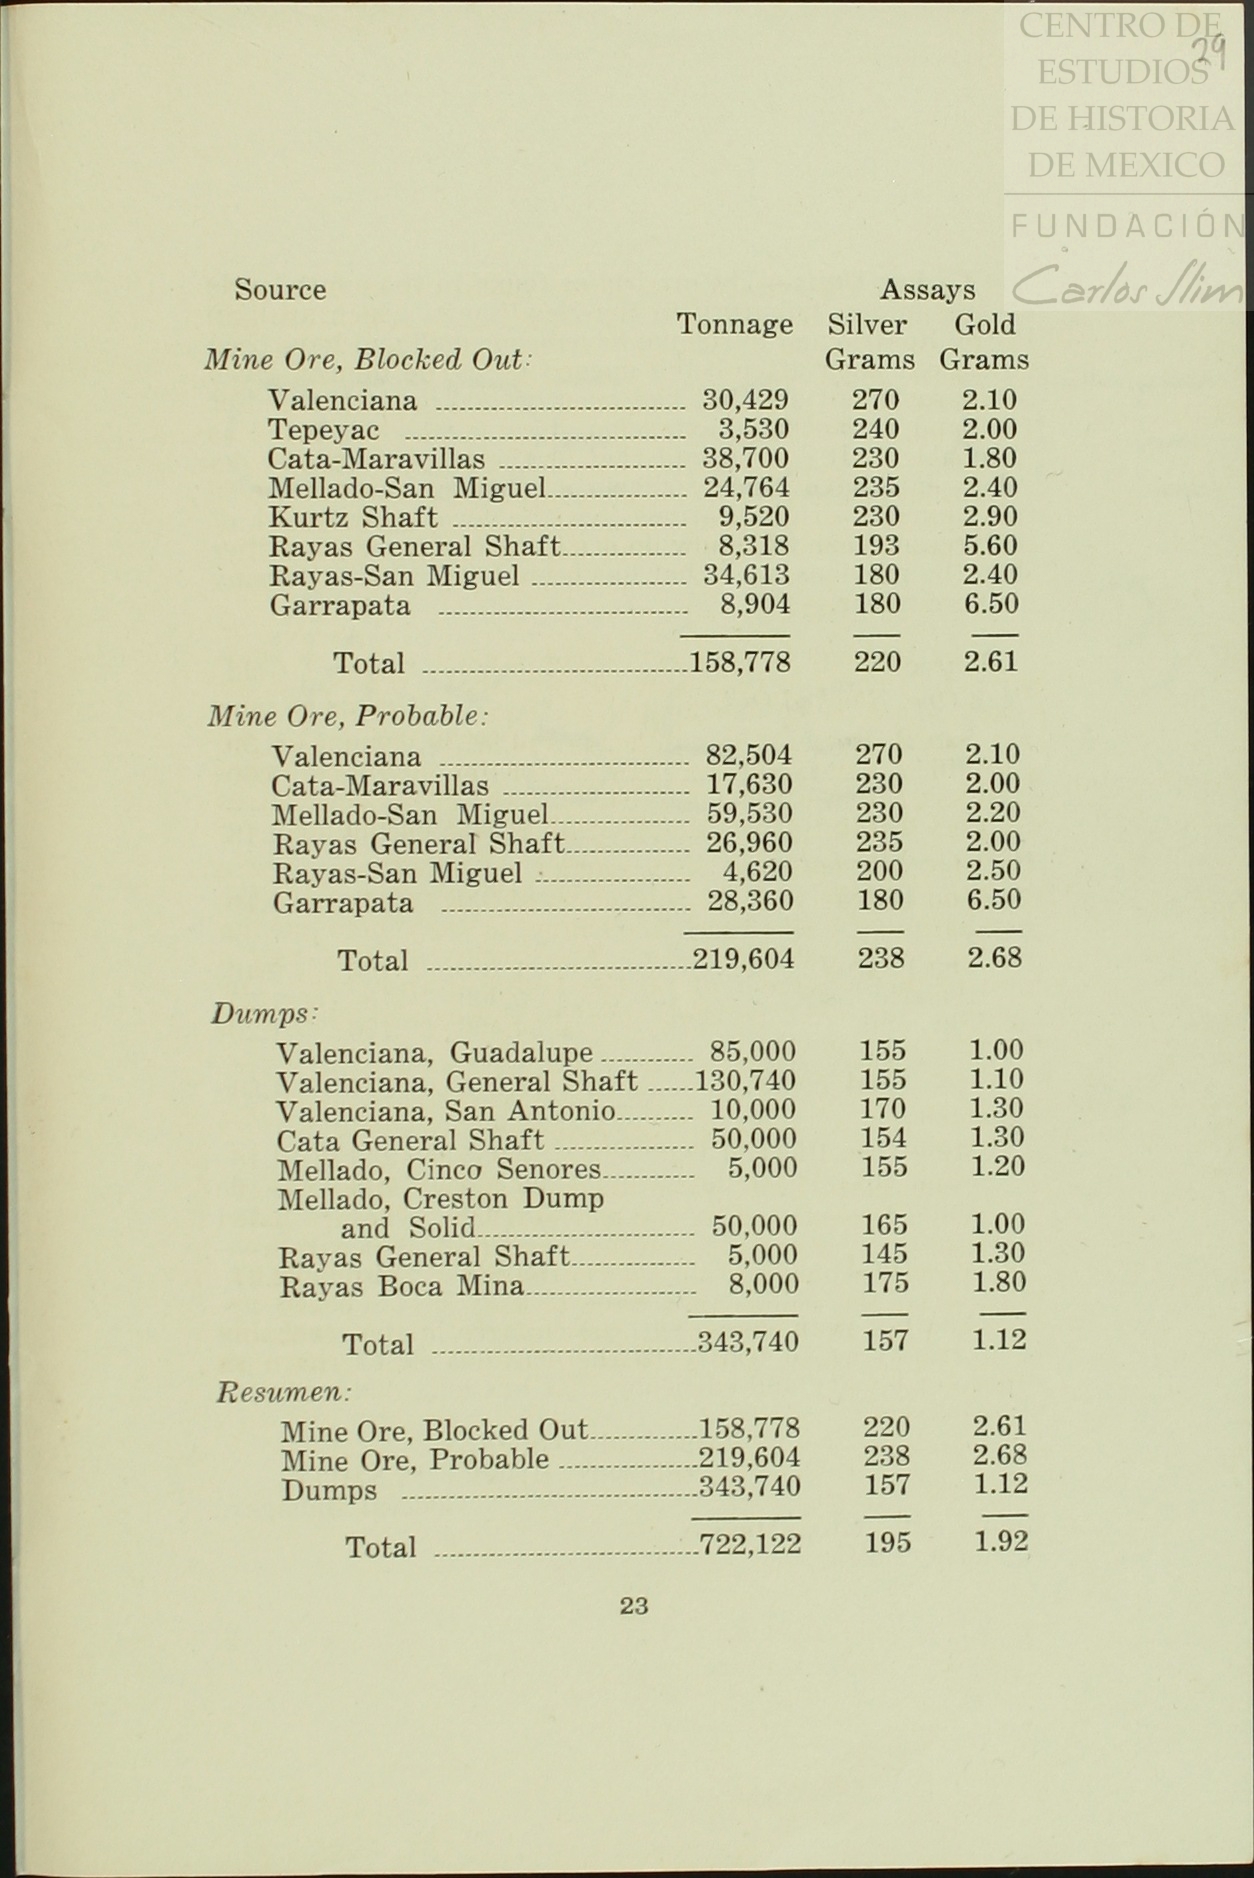 CENTRO DE
29
ESTUDIOS
DE HISTORIA
DE MEXICO
FUNDACIÓN
Carlos Slim
Source Assays
Tonnage Silver Gold
Mine Ore, Blocked Out: Grams Grams
Valenciana 30,429 270 2.10
Tepeyac 3,530 240 2.00
Cata-Maravillas 38,700 230 1.80
Mellado-San Miguel 24,764 235 2.40
Kurtz Shaft 9,520 230 2.90
Rayas General Shaft 8,318 193 5.60
Rayas-San Miguel 34,613 180 2.40
Garrapata 8,904 180 6.50
Total 158,778 220 2.61
Mine Ore, Probable:
Valenciana 82,504 270 2.10
Cata-Maravillas 17,630 230 2.00
Mellado-San Miguel 59,530 230 2.20
Rayas General Shaft 26,960 235 2.00
Rayas-San Miguel 4,620 200 2.50
Garrapata 28,360 180 6.50
Total 219,604 238 2.68
Dumps:
Valenciana, Guadalupe 85,000 155 1.00
Valenciana, General Shaft 130,740 155 1.10
Valenciana, San Antonio 10,000 170 1.30
Cata General Shaft 50,000 154 1.30
Mellado, Cinco Senores 5,000 155 1.20
Mellado, Creston Dump
and Solid 50,000 165 1.00
Rayas General Shaft 5,000 145 1.30
Rayas Boca Mina 8,000 175 1.80
Total 343,740 157 1.12
Resumen:
Mine Ore, Blocked Out 158,778 220 2.61
Mine Ore, Probable 219,604 238 2.68
Dumps 343,740 157 1.12
Total 722,122 195 1.92
23